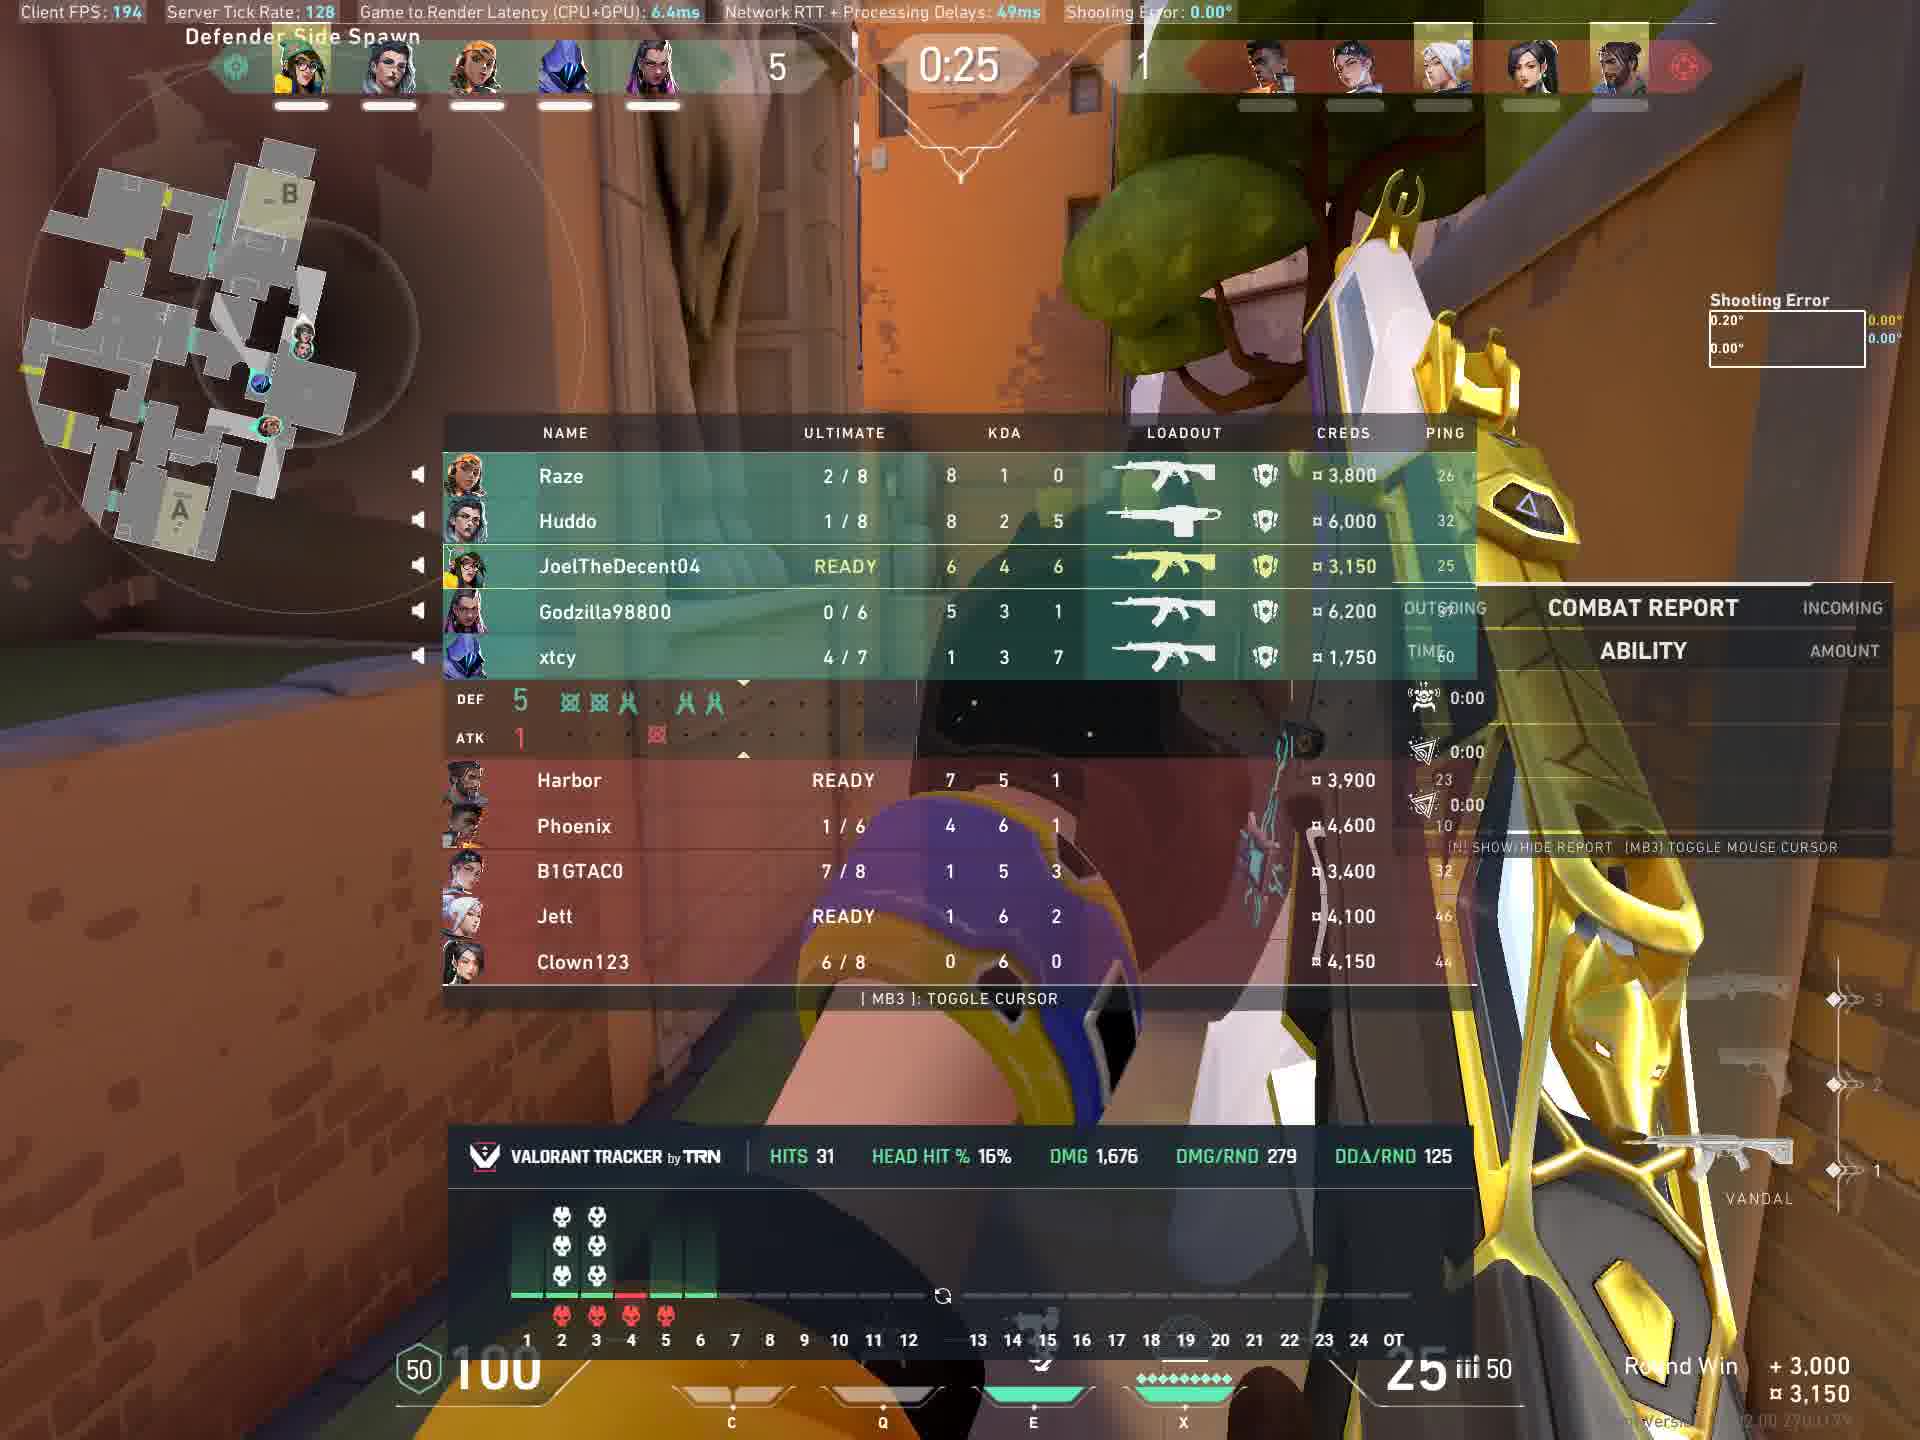 Client FPS: 194 Server Tick Rate: 128 Game to Render Latency (CPU+GPU): 6.4ms Network RTT + Processing Delays: 49ms Shooting Error: 0.00°
Defender Side Spawn
5 0:25 1
B
A
Shooting Error
0.20° 0.00°
0.00° 0.00°
NAME ULTIMATE KDA LOADOUT CREDS PING
Raze 2 / 8 8 1 0 ¤ 3,800 26
Huddo 1 / 8 8 2 5 ¤ 6,000 32
JoelTheDecent04 READY 6 4 6 ¤ 3,150 25
Godzilla98800 0 / 6 5 3 1 ¤ 6,200
xtcy 4 / 7 1 3 7 ¤ 1,750 60
DEF 5
ATK 1
Harbor READY 7 5 1 ¤ 3,900 23
Phoenix 1 / 6 4 6 1 ¤ 4,600 10
B1GTAC0 7 / 8 1 5 3 ¤ 3,400 32
Jett READY 1 6 2 ¤ 4,100 46
Clown123 6 / 8 0 6 0 ¤ 4,150 44
[ MB3 ]: TOGGLE CURSOR
OUTGOING COMBAT REPORT INCOMING
TIME ABILITY AMOUNT
0:00
0:00
0:00
[N] SHOW/HIDE REPORT [MB3] TOGGLE MOUSE CURSOR
3
2
1
VANDAL
VALORANT TRACKER by TRN HITS 31 HEAD HIT % 16% DMG 1,676 DMG/RND 279 DDΔ/RND 125
1 2 3 4 5 6 7 8 9 10 11 12 13 14 15 16 17 18 19 20 21 22 23 24 OT
50 100 25 50
C Q E X
Round Win + 3,000
¤ 3,150